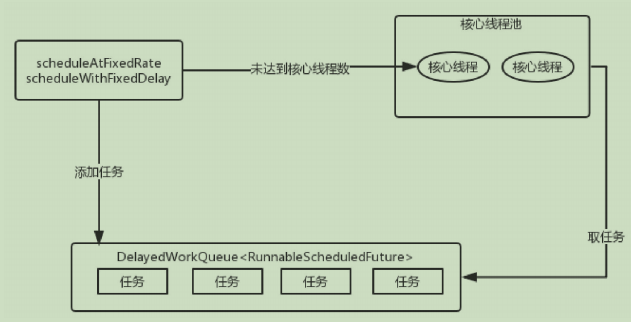 核心线程池
scheduleAtFixedRate
scheduleWithFixedDelay
未达到核心线程数
核心线程
核心线程
添加任务
取任务
DelayedWorkQueue<RunnableScheduledFuture>
任务
任务
任务
任务